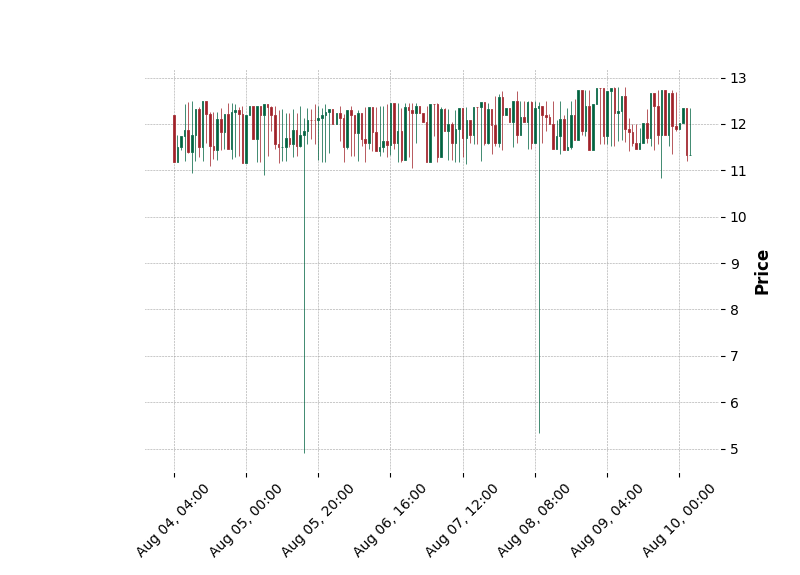 13
12
11
10
9
8
7
6
5
Price
Aug 04, 04:00
Aug 05, 00:00
Aug 05, 20:00
Aug 06, 16:00
Aug 07, 12:00
Aug 08, 08:00
Aug 09, 04:00
Aug 10, 00:00